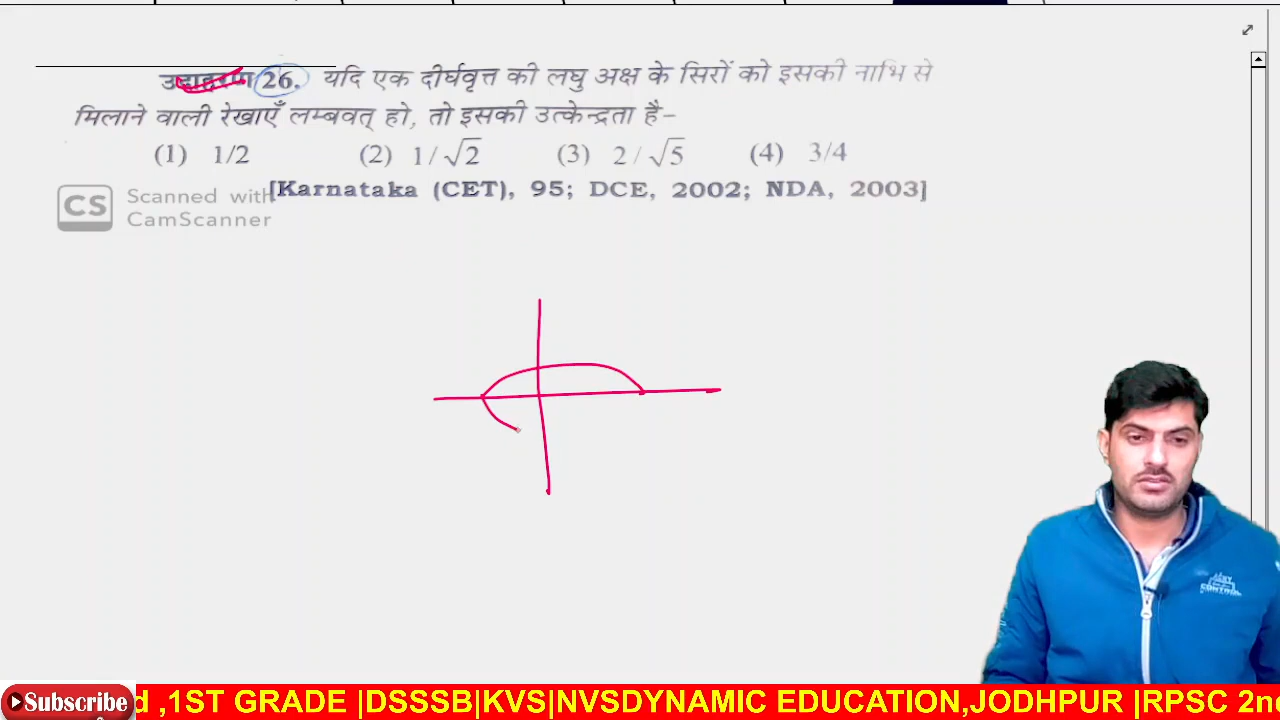 उदाहरण 26. यदि एक दीर्घवृत्त की लघु अक्ष के सिरों को इसकी नाभि से
मिलाने वाली रेखाएँ लम्बवत् हो, तो इसकी उत्केन्द्रता है–
(1) 1/2 (2) 1/√2 (3) 2/√5 (4) 3/4
[Karnataka (CET), 95; DCE, 2002; NDA, 2003]
CS Scanned with
CamScanner
CONTROL
Subscribe d ,1ST GRADE |DSSSB|KVS|NVSDYNAMIC EDUCATION,JODHPUR |RPSC 2n